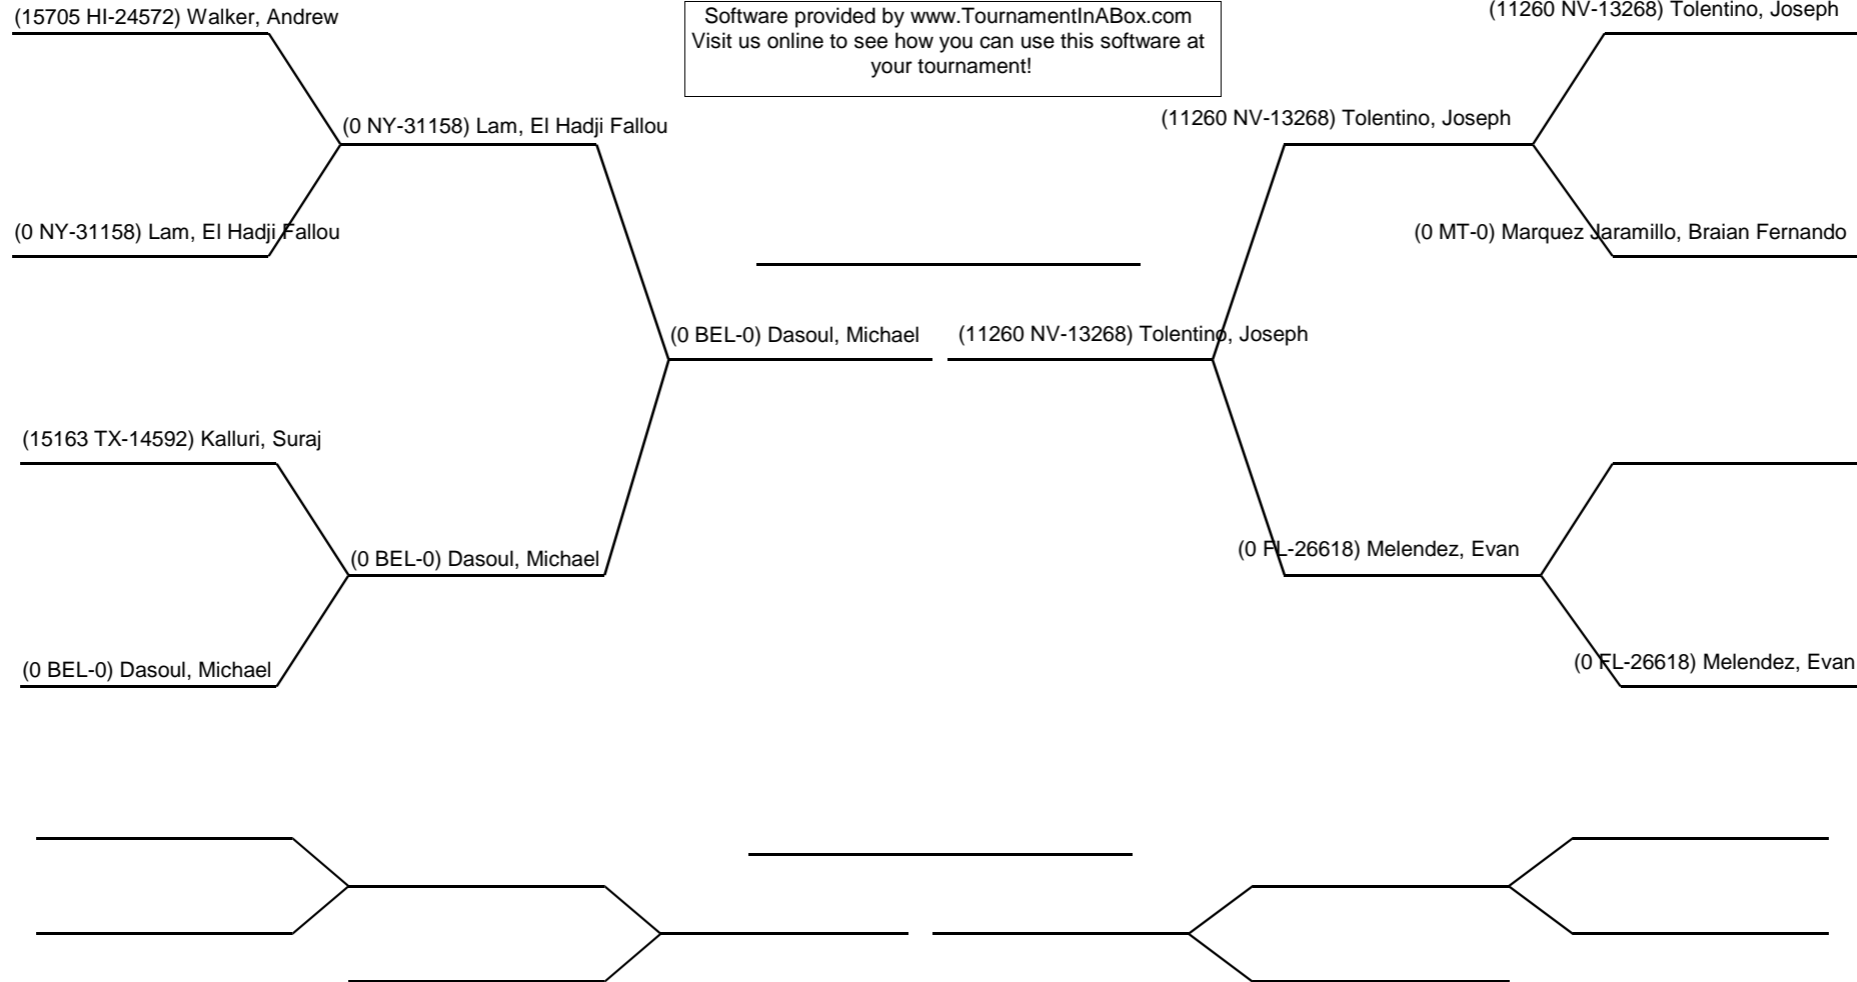 (15705 HI-24572) Walker, Andrew
Software provided by www.TournamentInABox.com
Visit us online to see how you can use this software at
your tournament!
(11260 NV-13268) Tolentino, Joseph
(0 NY-31158) Lam, El Hadji Fallou
(11260 NV-13268) Tolentino, Joseph
(0 NY-31158) Lam, El Hadji Fallou
(0 MT-0) Marquez Jaramillo, Braian Fernando
(0 BEL-0) Dasoul, Michael
(11260 NV-13268) Tolentino, Joseph
(15163 TX-14592) Kalluri, Suraj
(0 BEL-0) Dasoul, Michael
(0 FL-26618) Melendez, Evan
(0 BEL-0) Dasoul, Michael
(0 FL-26618) Melendez, Evan